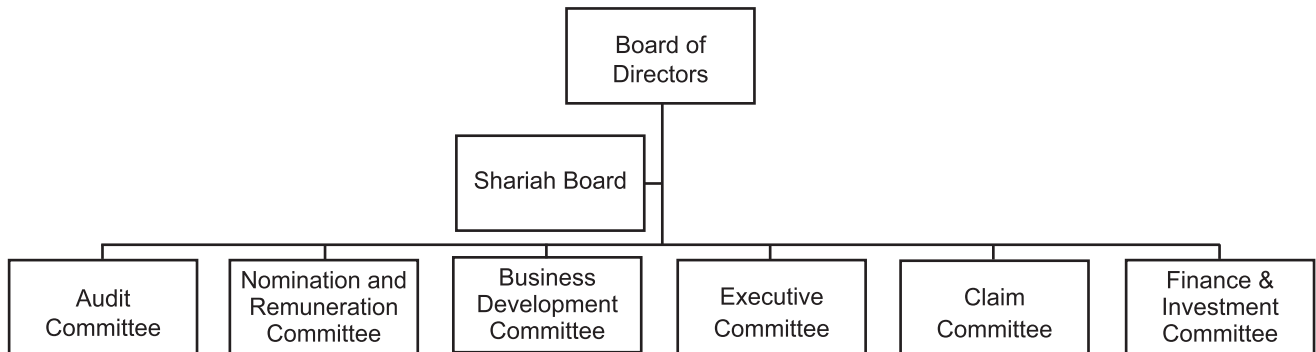 Board of
Directors
Shariah Board
Audit
Committee
Nomination and
Remuneration
Committee
Business
Development
Committee
Executive
Committee
Claim
Committee
Finance &
Investment
Committee